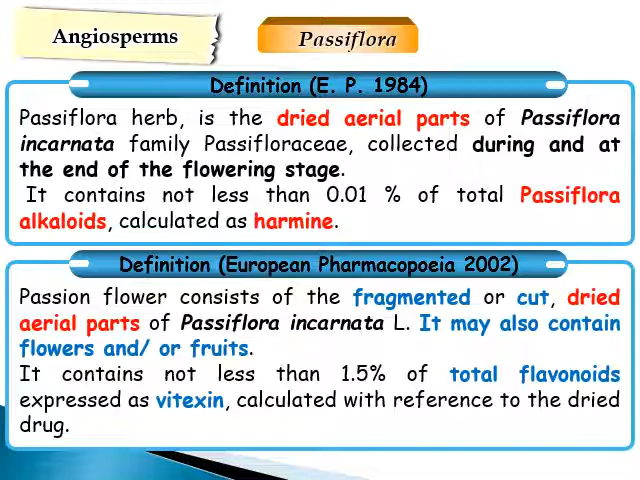 Angiosperms
Passiflora
Definition (E. P. 1984)
Passiflora herb, is the dried aerial parts of Passiflora
incarnata family Passifloraceae, collected during and at
the end of the flowering stage.
It contains not less than 0.01 % of total Passiflora
alkaloids, calculated as harmine.
Definition (European Pharmacopoeia 2002)
Passion flower consists of the fragmented or cut, dried
aerial parts of Passiflora incarnata L. It may also contain
flowers and/ or fruits.
It contains not less than 1.5% of total flavonoids
expressed as vitexin, calculated with reference to the dried
drug.